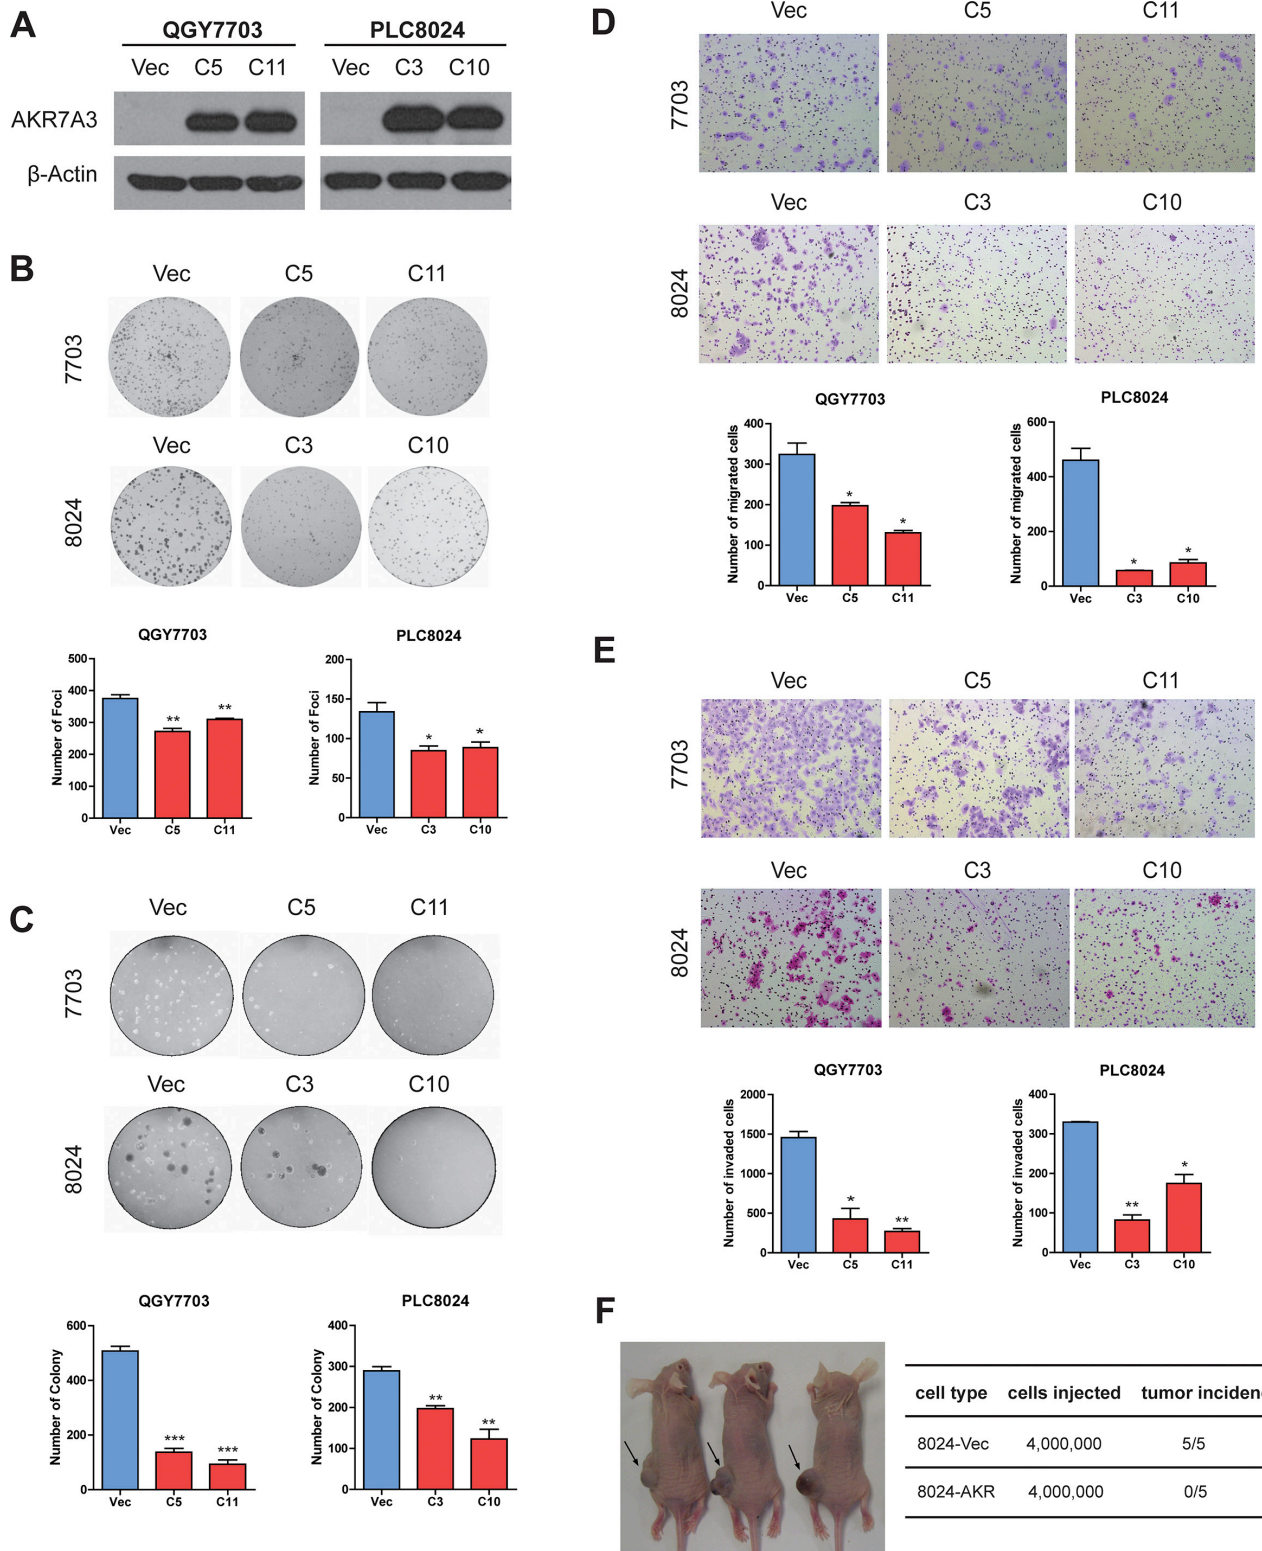 A
QGY7703 PLC8024
Vec C5 C11 Vec C3 C10
AKR7A3
β-Actin
B
Vec C5 C11
7703
Vec C3 C10
8024
QGY7703
Number of Foci
500
400
300
200
100
0
** **
Vec C5 C11
PLC8024
Number of Foci
200
150
100
50
0
* *
Vec C3 C10
C
Vec C5 C11
7703
Vec C3 C10
8024
QGY7703
Number of Colony
600
400
200
0
*** ***
Vec C5 C11
PLC8024
Number of Colony
400
300
200
100
0
** **
Vec C3 C10
D
Vec C5 C11
7703
Vec C3 C10
8024
QGY7703
Number of migrated cells
400
300
200
100
0
* *
Vec C5 C11
PLC8024
Number of migrated cells
600
400
200
0
* *
Vec C3 C10
E
Vec C5 C11
7703
Vec C3 C10
8024
QGY7703
Number of invaded cells
2000
1500
1000
500
0
* **
Vec C5 C11
PLC8024
Number of invaded cells
400
300
200
100
0
** *
Vec C3 C10
F
cell type cells injected tumor inciden
8024-Vec 4,000,000 5/5
8024-AKR 4,000,000 0/5